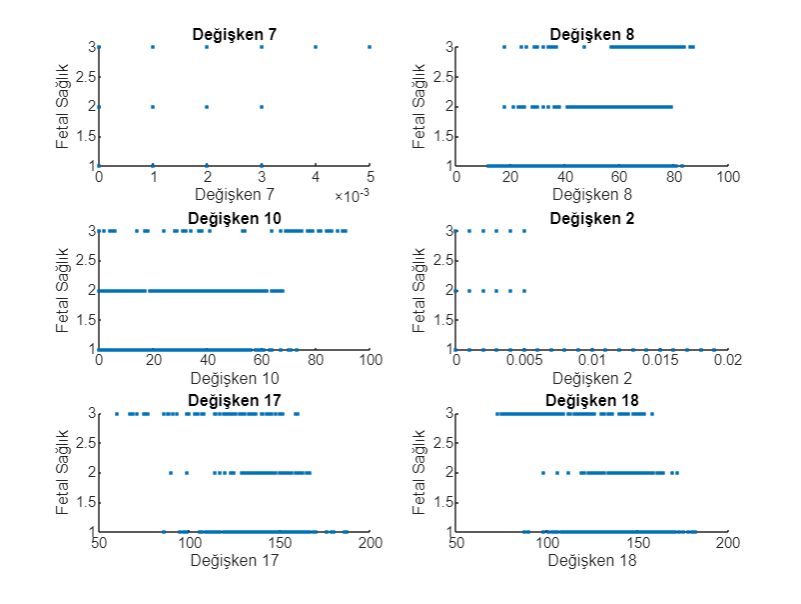 Değişken 7
Fetal Sağlık
3
2.5
2
1.5
1
0 1 2 3 4 5
Değişken 7
×10⁻³
Değişken 8
Fetal Sağlık
3
2.5
2
1.5
1
0 20 40 60 80 100
Değişken 8
Değişken 10
Fetal Sağlık
3
2.5
2
1.5
1
0 20 40 60 80 100
Değişken 10
Değişken 2
Fetal Sağlık
3
2.5
2
1.5
1
0 0.005 0.01 0.015 0.02
Değişken 2
Değişken 17
Fetal Sağlık
3
2.5
2
1.5
1
50 100 150 200
Değişken 17
Değişken 18
Fetal Sağlık
3
2.5
2
1.5
1
50 100 150 200
Değişken 18